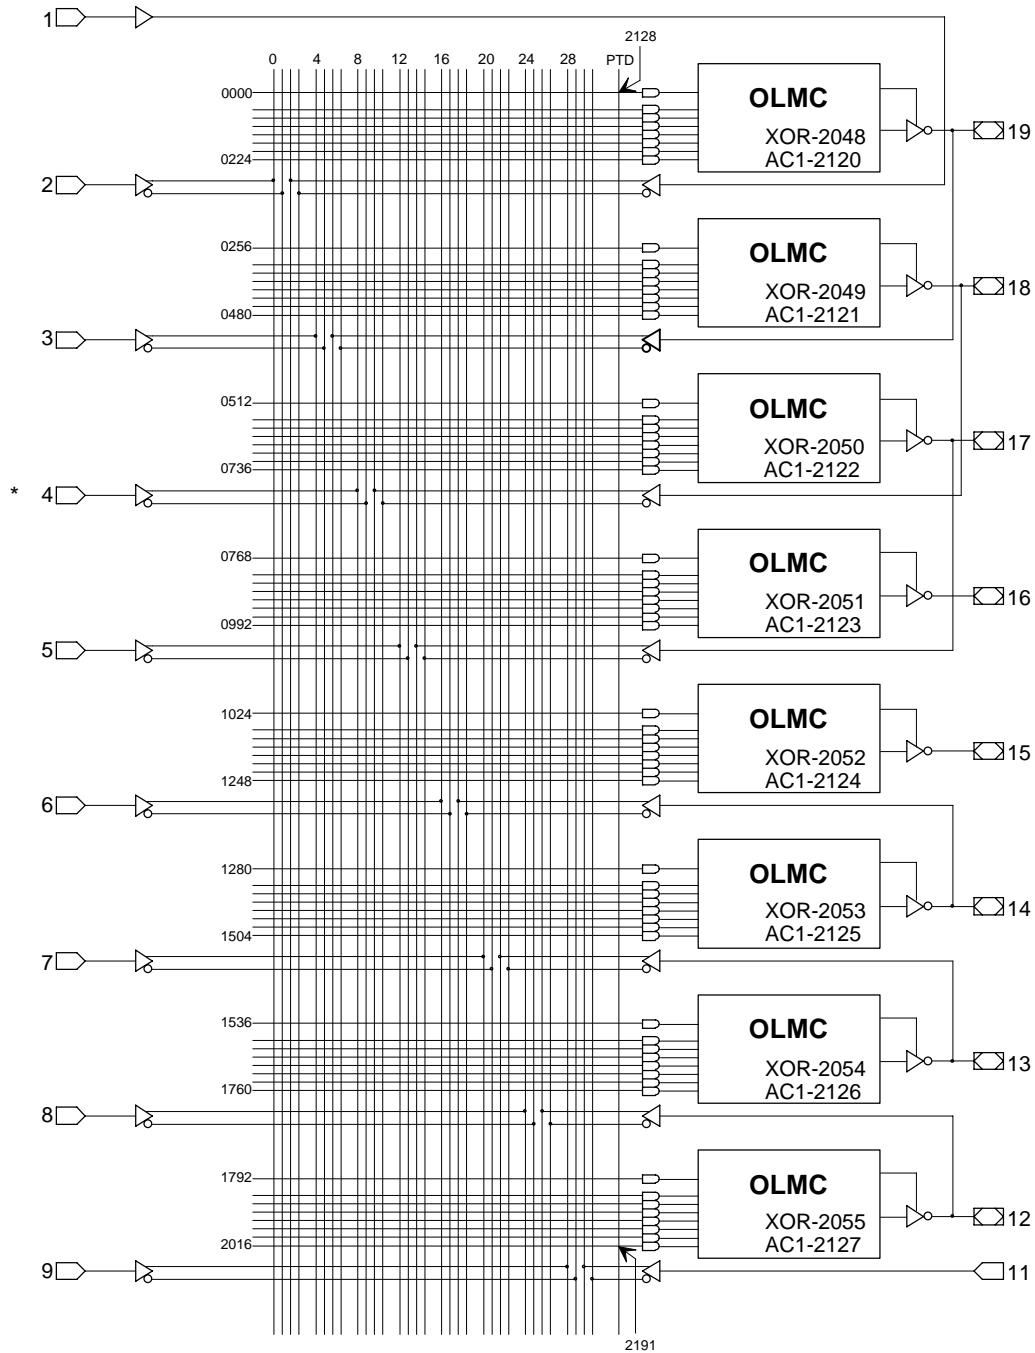 1
2128
0 4 8 12 16 20 24 28 PTD
0000
OLMC
XOR-2048
AC1-2120
19
0224
2
0256
OLMC
XOR-2049
AC1-2121
18
0480
3
0512
OLMC
XOR-2050
AC1-2122
17
0736
* 4
0768
OLMC
XOR-2051
AC1-2123
16
0992
5
1024
OLMC
XOR-2052
AC1-2124
15
1248
6
1280
OLMC
XOR-2053
AC1-2125
14
1504
7
1536
OLMC
XOR-2054
AC1-2126
13
1760
8
1792
OLMC
XOR-2055
AC1-2127
12
2016
9
11
2191